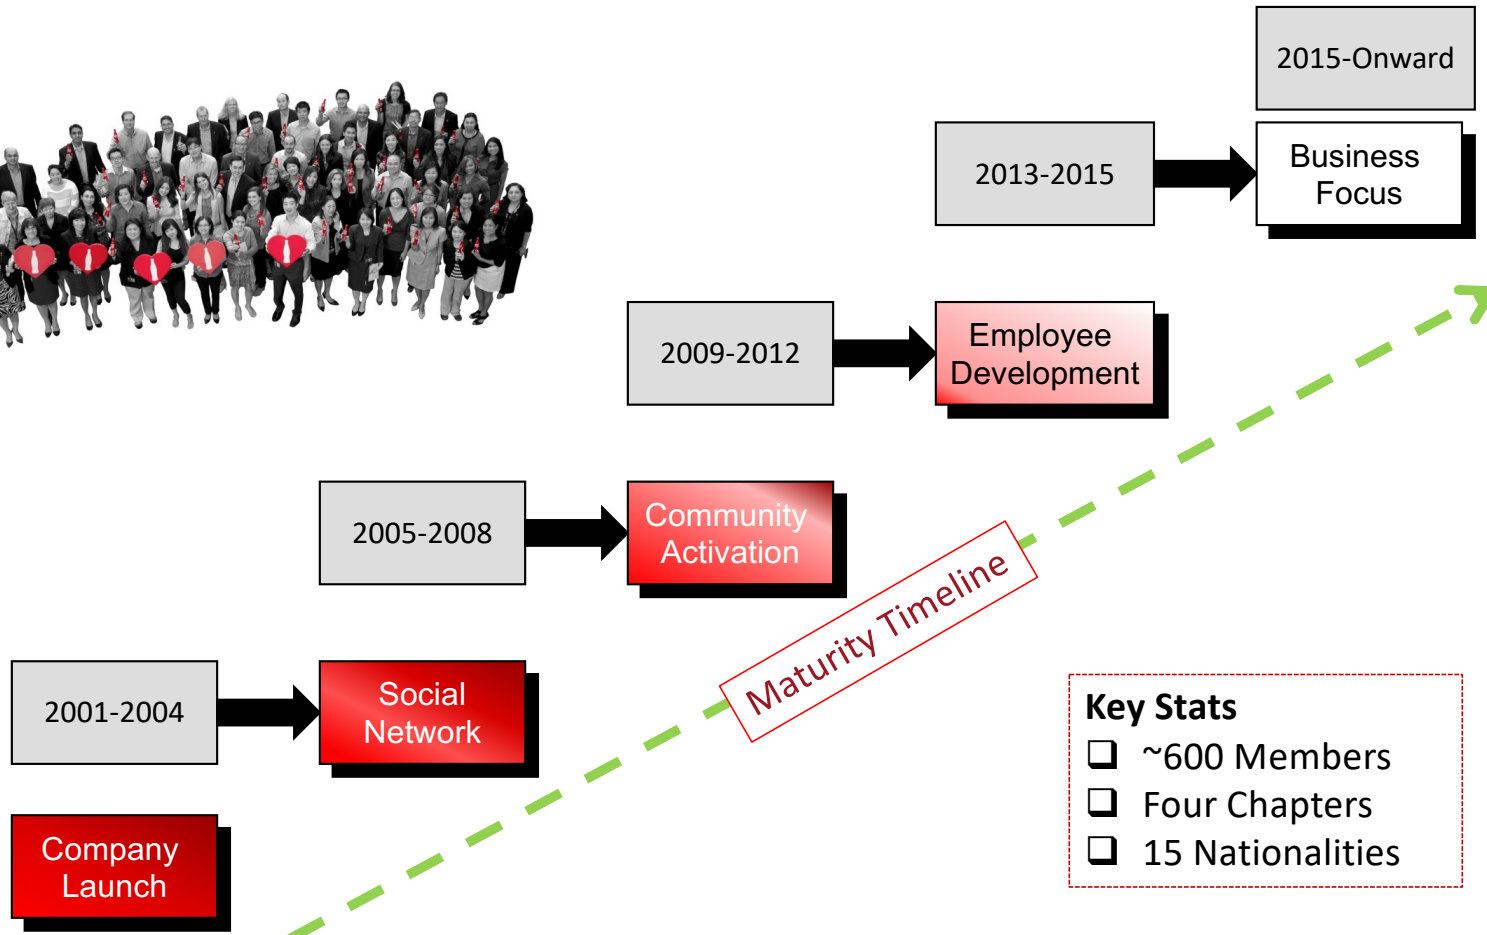 2015-Onward
2013-2015
Business
Focus
2009-2012
Employee
Development
2005-2008
Community
Activation
Maturity Timeline
2001-2004
Social
Network
Company
Launch
Key Stats
~600 Members
Four Chapters
15 Nationalities